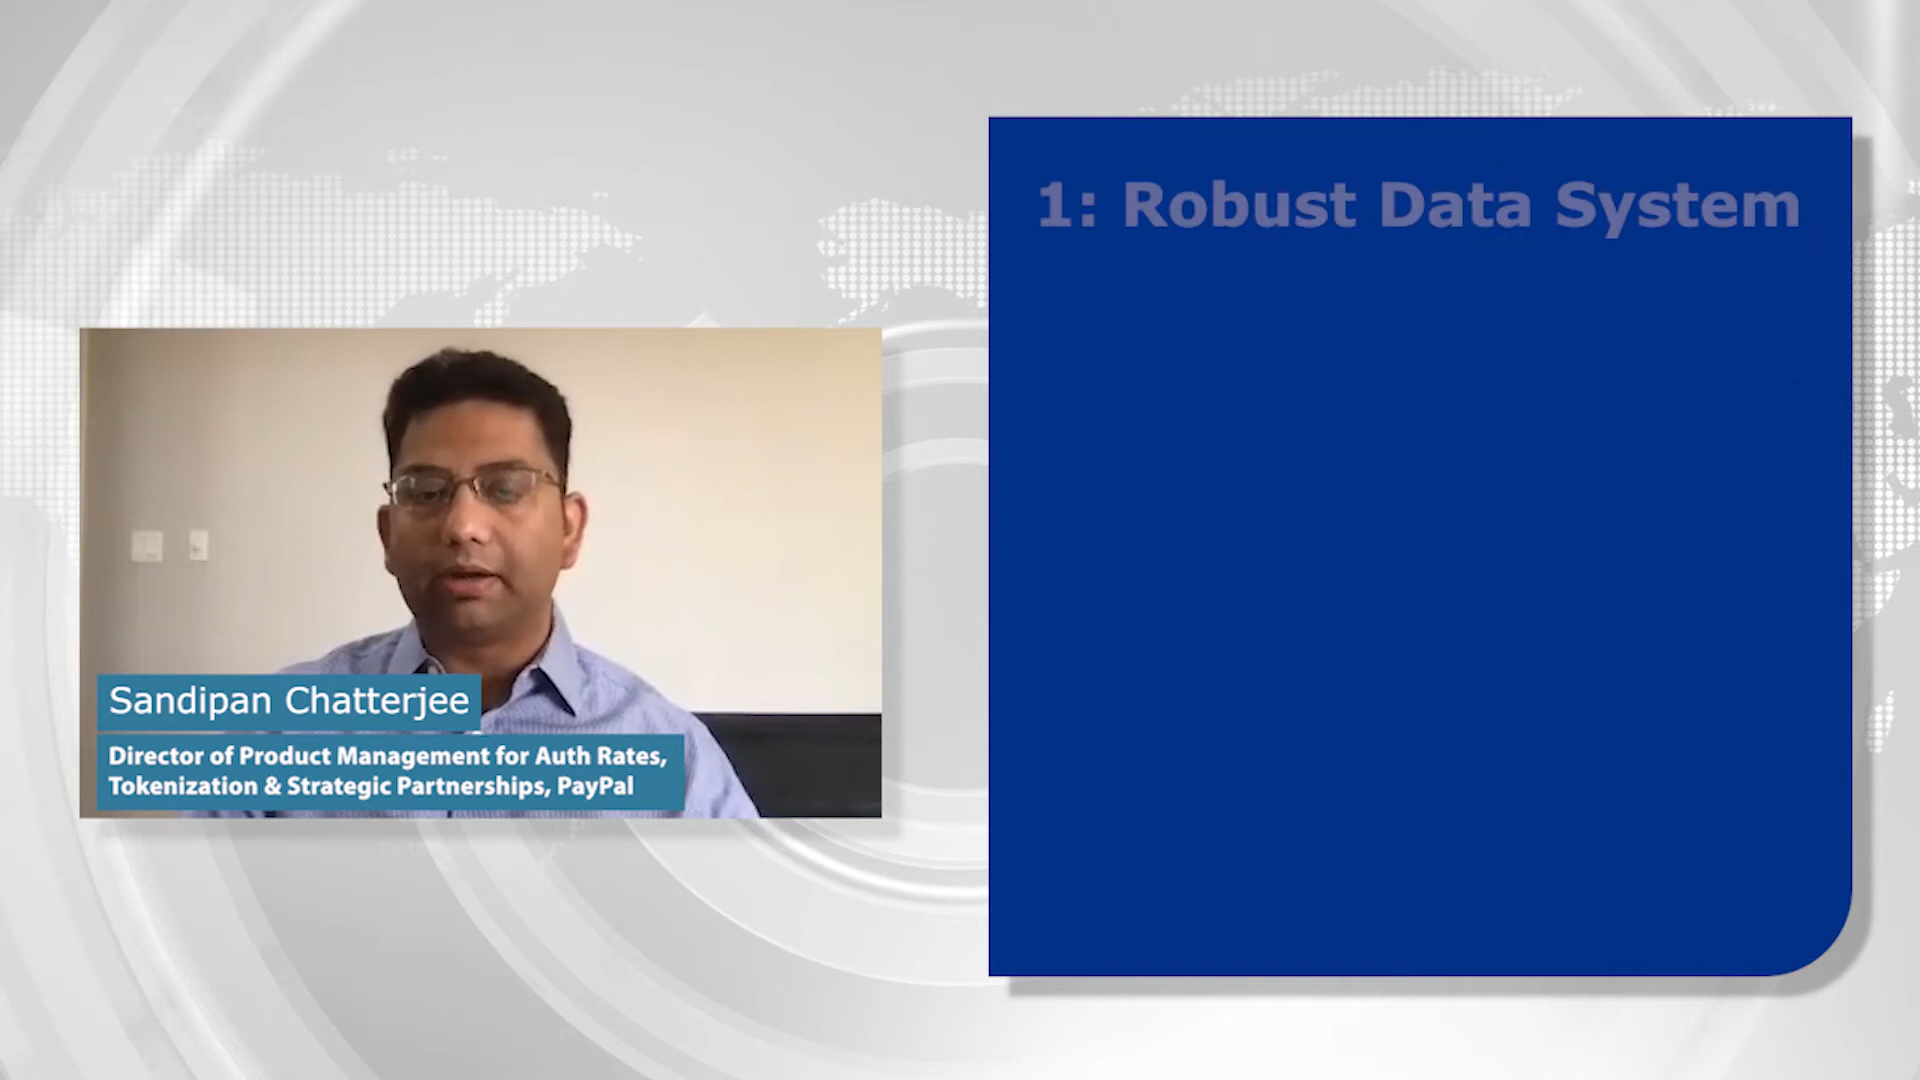 1: Robust Data System
Sandipan Chatterjee
Director of Product Management for Auth Rates,
Tokenization & Strategic Partnerships, PayPal